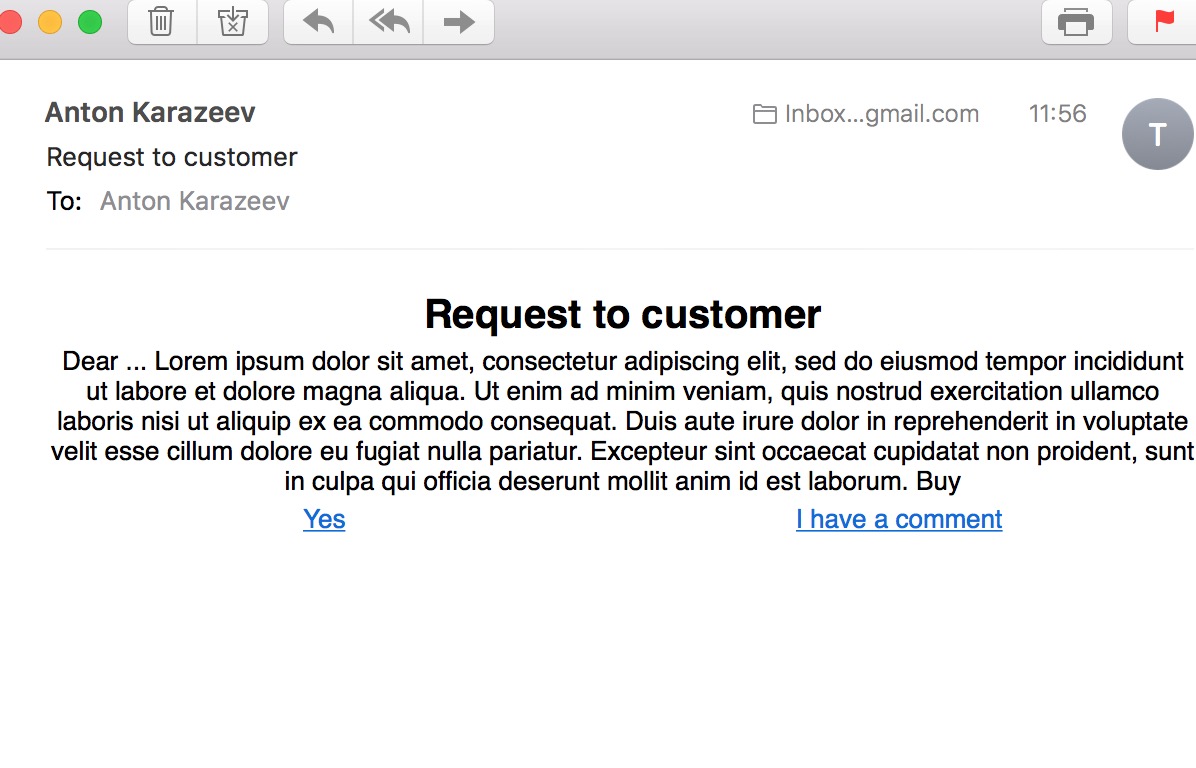 Anton Karazeev
Inbox...gmail.com
11:56
T
Request to customer
To: Anton Karazeev
Request to customer
Dear ... Lorem ipsum dolor sit amet, consectetur adipiscing elit, sed do eiusmod tempor incididunt
ut labore et dolore magna aliqua. Ut enim ad minim veniam, quis nostrud exercitation ullamco
laboris nisi ut aliquip ex ea commodo consequat. Duis aute irure dolor in reprehenderit in voluptate
velit esse cillum dolore eu fugiat nulla pariatur. Excepteur sint occaecat cupidatat non proident, sunt
in culpa qui officia deserunt mollit anim id est laborum. Buy
Yes
I have a comment